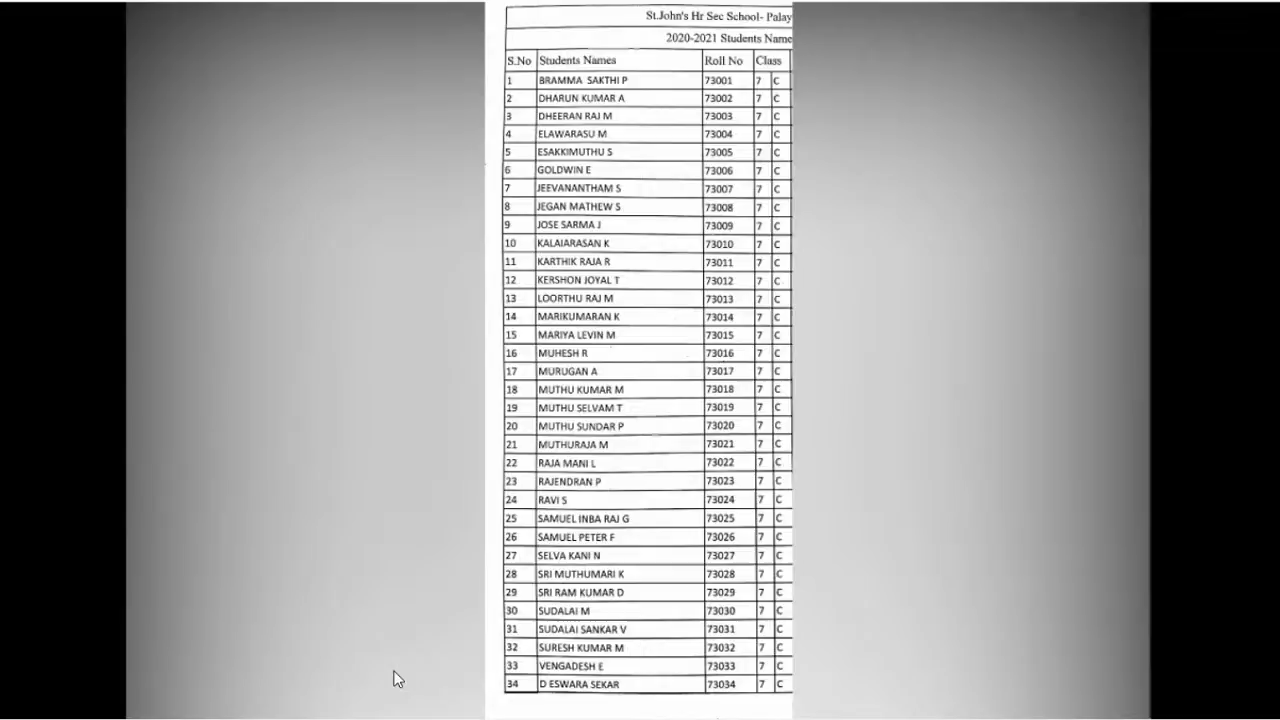 St.John's Hr Sec School- Palay
2020-2021 Students Name
S.No Students Names Roll No Class
1 BRAMMA SAKTHI P 73001 7 C
2 DHARUN KUMAR A 73002 7 C
3 DHEERAN RAJ M 73003 7 C
4 ELAWARASU M 73004 7 C
5 ESAKKIMUTHU S 73005 7 C
6 GOLDWIN E 73006 7 C
7 JEEVANANTHAM S 73007 7 C
8 JEGAN MATHEW S 73008 7 C
9 JOSE SARMA J 73009 7 C
10 KALAIARASAN K 73010 7 C
11 KARTHIK RAJA R 73011 7 C
12 KERSHON JOYAL T 73012 7 C
13 LOORTHU RAJ M 73013 7 C
14 MARIKUMARAN K 73014 7 C
15 MARIYA LEVIN M 73015 7 C
16 MUHESH R 73016 7 C
17 MURUGAN A 73017 7 C
18 MUTHU KUMAR M 73018 7 C
19 MUTHU SELVAM T 73019 7 C
20 MUTHU SUNDAR P 73020 7 C
21 MUTHURAJA M 73021 7 C
22 RAJA MANI L 73022 7 C
23 RAJENDRAN P 73023 7 C
24 RAVI S 73024 7 C
25 SAMUEL INBA RAJ G 73025 7 C
26 SAMUEL PETER F 73026 7 C
27 SELVA KANI N 73027 7 C
28 SRI MUTHUMARI K 73028 7 C
29 SRI RAM KUMAR D 73029 7 C
30 SUDALAI M 73030 7 C
31 SUDALAI SANKAR V 73031 7 C
32 SURESH KUMAR M 73032 7 C
33 VENGADESH E 73033 7 C
34 D ESWARA SEKAR 73034 7 C